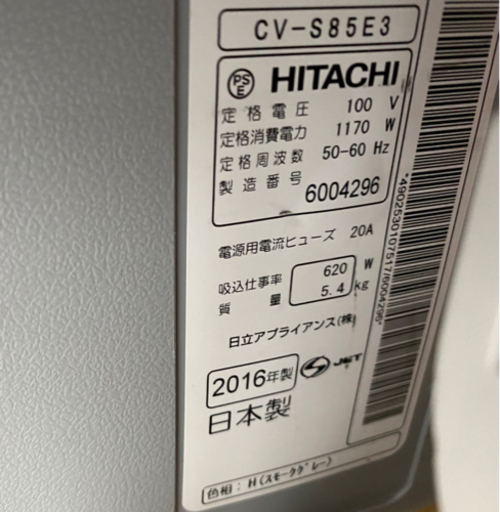 CV-S85E3
PS E HITACHI
定格電圧 100 V
定格消費電力 1170 W
定格周波数 50-60 Hz
製造番号 6004296
電源用電流ヒューズ 20A
吸込仕事率 620 W
質量 5.4 kg
日立アプライアンス(株)
2016年製 S JET
日本製
色相:H(スモークグレー)
*4902530107517/6004296*